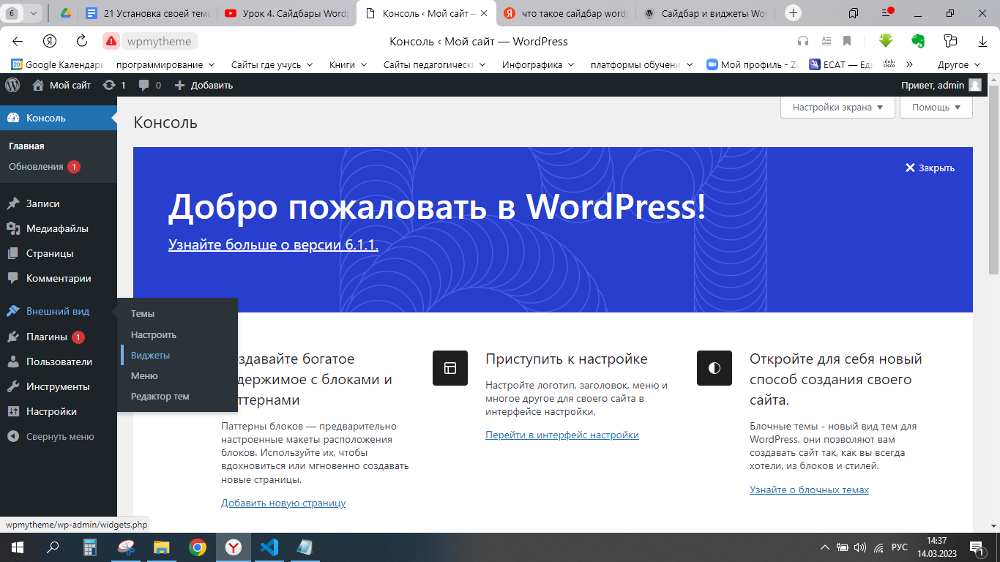 6
21 Установка своей темы
Урок 4. Сайдбары Wordp
Консоль ‹ Мой сайт —
что такое сайдбар wordp
Сайдбар и виджеты Wor
wpmytheme
Консоль ‹ Мой сайт — WordPress
20 Google Календарь
программирование
Сайты где учусь
Книги
Сайты педагогическ
Инфографика
платформы обучени
Мой профиль - Zo
ЕСАТ — Еди
cisco
Другое
Мой сайт
1
0
Добавить
Привет, admin
Консоль
Главная
Обновления 1
Записи
Медиафайлы
Страницы
Комментарии
Внешний вид
Плагины 1
Пользователи
Инструменты
Настройки
Свернуть меню
Темы
Настроить
Виджеты
Меню
Редактор тем
Настройки экрана
Помощь
Консоль
Закрыть
Добро пожаловать в WordPress!
Узнайте больше о версии 6.1.1.
здавайте богатое
держимое с блоками и
ттернами
Паттерны блоков — предварительно
настроенные макеты расположения
блоков. Используйте их, чтобы
вдохновиться или мгновенно создавать
новые страницы.
Добавить новую страницу
Приступить к настройке
Настройте логотип, заголовок, меню и
многое другое для своего сайта в
интерфейсе настройки.
Перейти в интерфейс настройки
Откройте для себя новый
способ создания своего
сайта.
Блочные темы - новый вид тем для
WordPress, они позволяют вам
создавать сайт так, как вы всегда
хотели, из блоков и стилей.
Узнайте о блочных темах
wpmytheme/wp-admin/widgets.php
РУС
14:37
14.03.2023
1